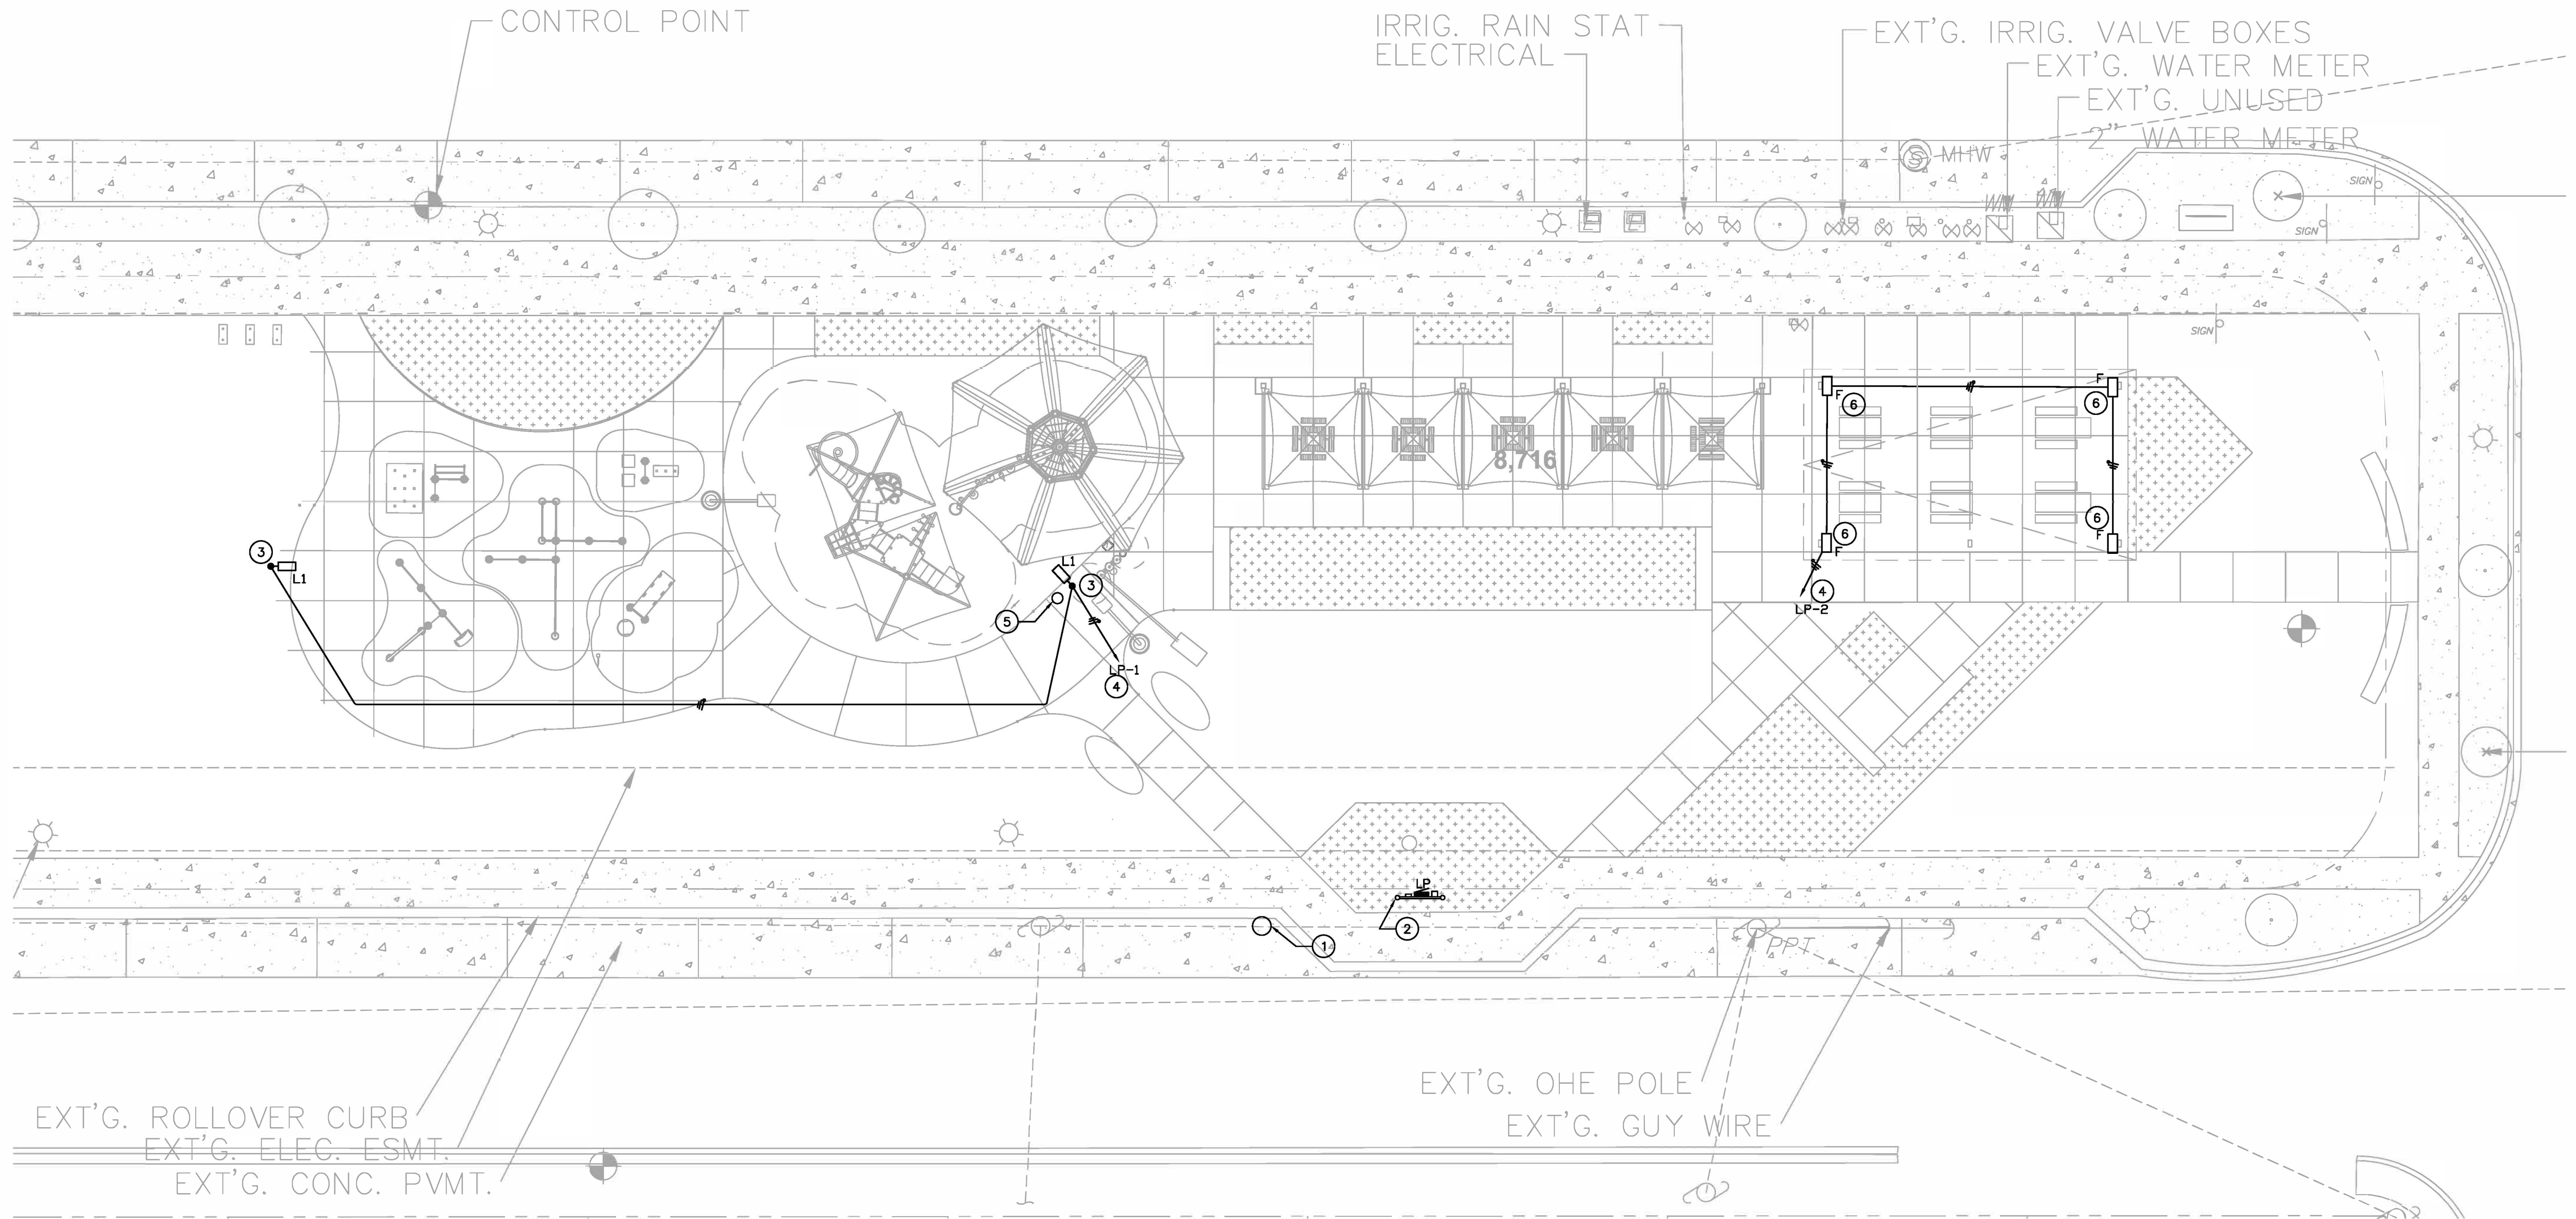 CONTROL POINT
IRRIG. RAIN STAT
ELECTRICAL
EXT'G. IRRIG. VALVE BOXES
EXT'G. WATER METER
EXT'G. UNUSED
2" WATER METER
S MHW
SIGN
SIGN
E E
SIGN
F
6
F
6
8,716
6
F
6
F
3
L1
L1
3
4
LP-2
5
LP-1
4
LP
2
1
PPT
EXT'G. OHE POLE
EXT'G. GUY WIRE
EXT'G. ROLLOVER CURB
EXT'G. ELEC. ESMT.
EXT'G. CONC. PVMT.